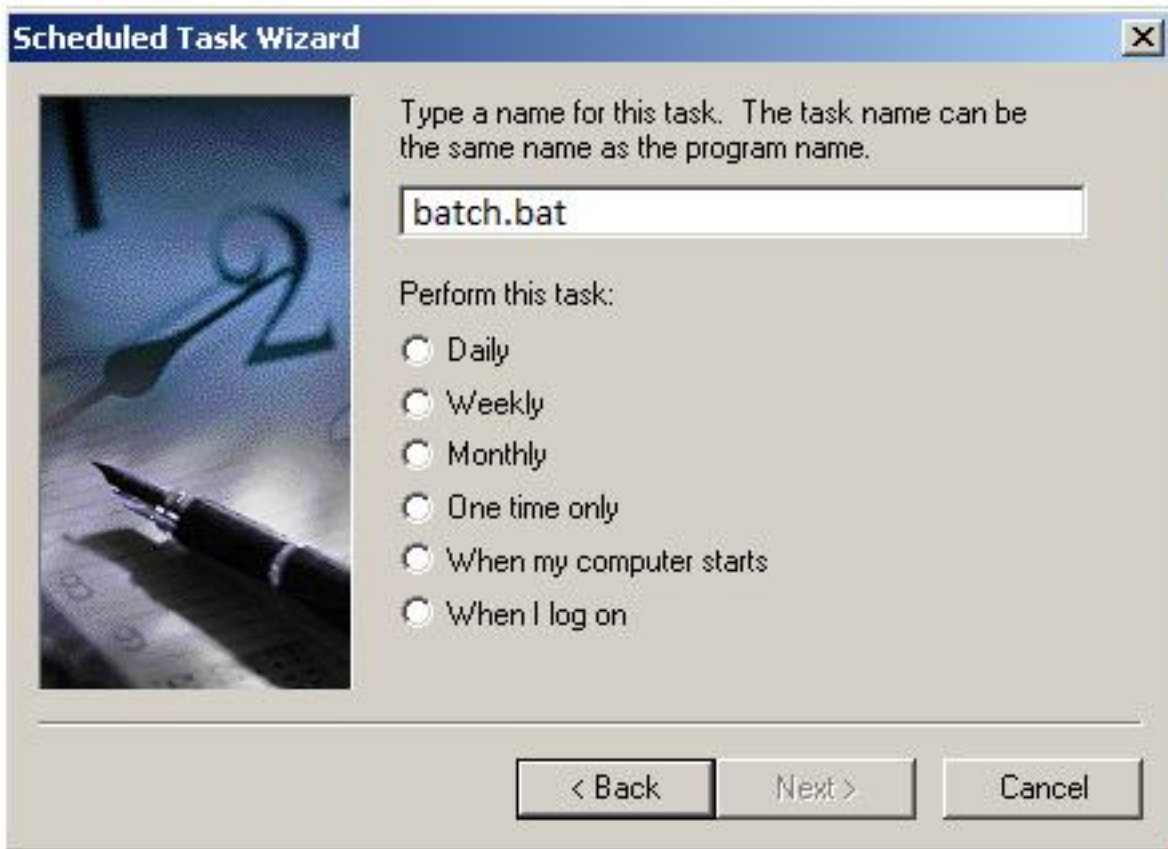 Scheduled Task Wizard
Type a name for this task. The task name can be
the same name as the program name.
batch.bat
Perform this task:
Daily
Weekly
Monthly
One time only
When my computer starts
When I log on
< Back
Next >
Cancel